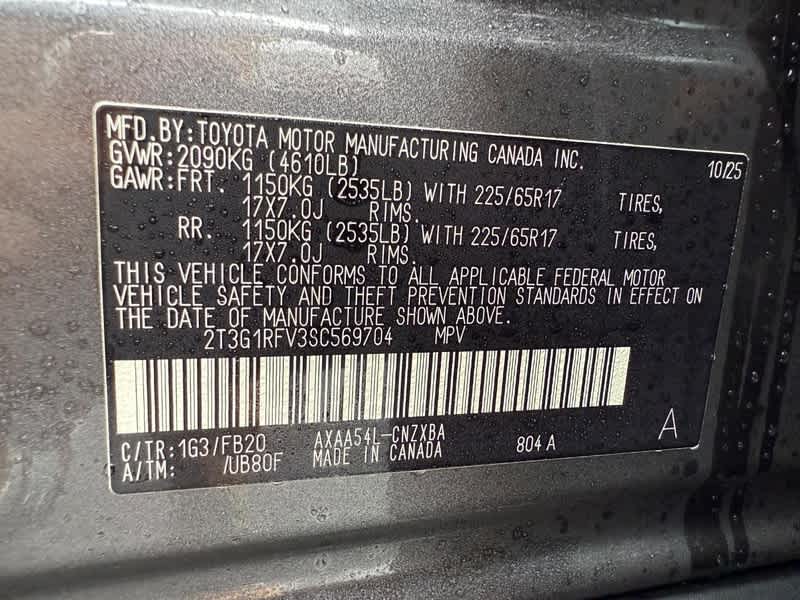 MFD.BY:TOYOTA MOTOR MANUFACTURING CANADA INC.
GVWR:2090KG (4610LB) 10/25
GAWR:FRT. 1150KG (2535LB) WITH 225/65R17 TIRES,
17X7.0J RIMS.
RR. 1150KG (2535LB) WITH 225/65R17 TIRES,
17X7.0J RIMS.
THIS VEHICLE CONFORMS TO ALL APPLICABLE FEDERAL MOTOR
VEHICLE SAFETY AND THEFT PREVENTION STANDARDS IN EFFECT ON
THE DATE OF MANUFACTURE SHOWN ABOVE.
2T3G1RFV3SC569704 MPV
C/TR:1G3/FB20 AXAA54L-CNZXBA 804 A A
A/TM: /UB80F MADE IN CANADA